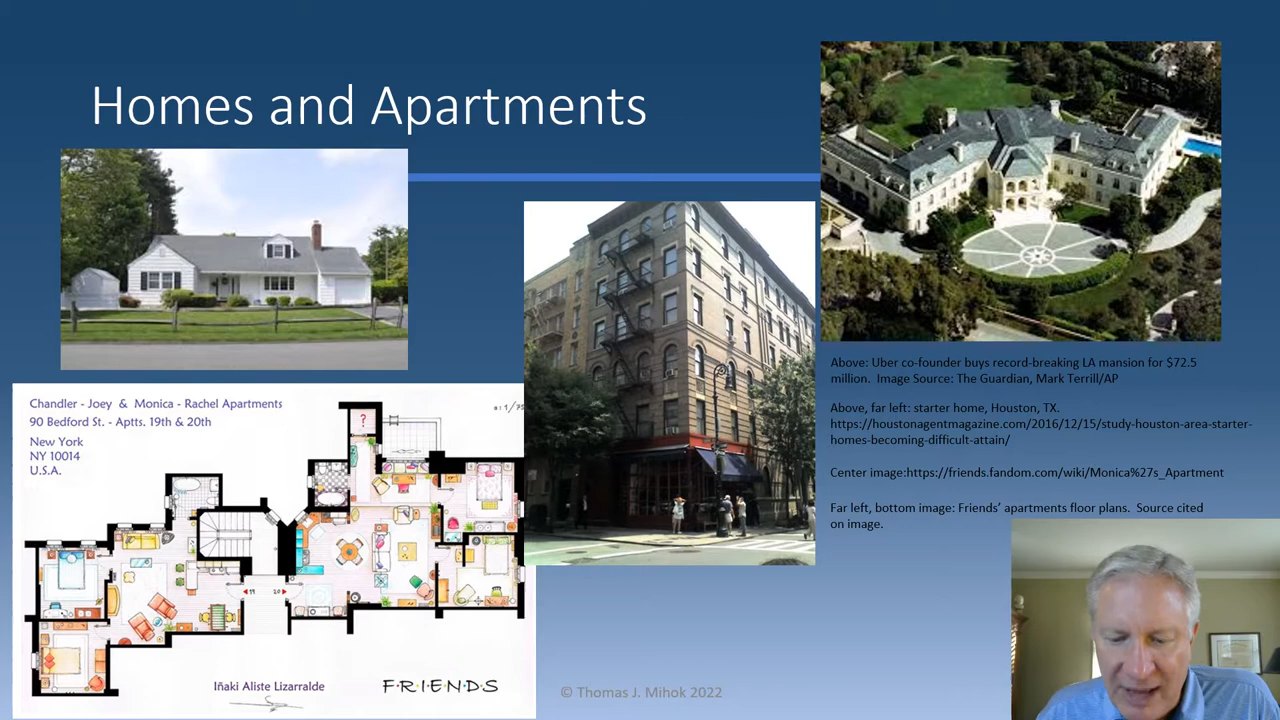 Homes and Apartments
Above: Uber co-founder buys record-breaking LA mansion for $72.5
million. Image Source: The Guardian, Mark Terrill/AP
Above, far left: starter home, Houston, TX.
https://houstonagentmagazine.com/2016/12/15/study-houston-area-starter-
homes-becoming-difficult-attain/
Center image:https://friends.fandom.com/wiki/Monica%27s_Apartment
Far left, bottom image: Friends’ apartments floor plans. Source cited
on image.
Chandler - Joey & Monica - Rachel Apartments
90 Bedford St. - Aptts. 19th & 20th
New York
NY 10014
U.S.A.
s: 1/75
?
19 20
Iñaki Aliste Lizarralde
F·R·I·E·N·D·S
© Thomas J. Mihok 2022